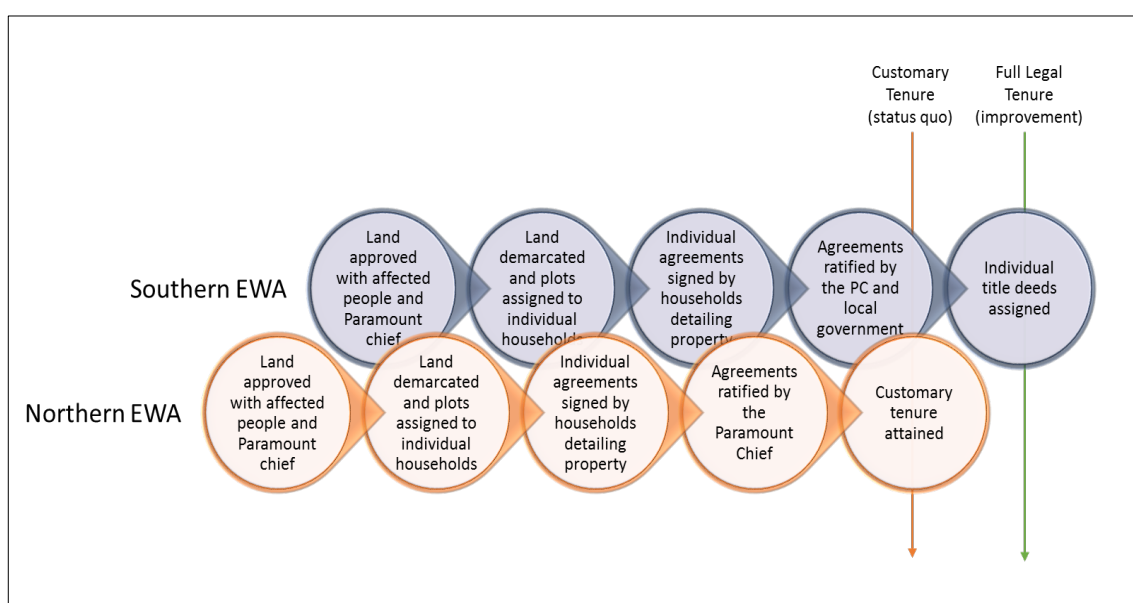 Customary
Tenure
(status quo)
Full Legal
Tenure
(improvement)
Southern EWA
Land
approved
with affected
people and
Paramount
chief
Land
demarcated
and plots
assigned to
individual
households
Individual
agreements
signed by
households
detailing
property
Agreements
ratified by
the PC and
local
government
Individual
title deeds
assigned
Northern EWA
Land
approved
with affected
people and
Paramount
chief
Land
demarcated
and plots
assigned to
individual
households
Individual
agreements
signed by
households
detailing
property
Agreements
ratified by
the
Paramount
Chief
Customary
tenure
attained